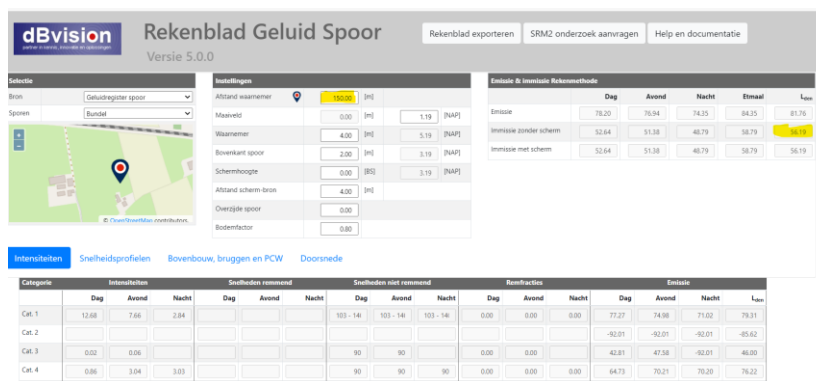 dBvision
Rekenblad Geluid Spoor
Versie 5.0.0
Rekenblad exporteren SRM2 onderzoek aanvragen Help en documentatie
Selectie
Bron Geluidregister spoor
Sporen Bundel
+
−
© OpenStreetMap contributors.
Instellingen
Afstand waarnemer 150.00 [m]
Maaiveld 0.00 [m] 1.19 [NAP]
Waarnemer 4.00 [m] 5.19 [NAP]
Bovenkant spoor 2.00 [m] 3.19 [NAP]
Schermhoogte 0.00 [BS] 3.19 [NAP]
Afstand scherm-bron 4.00 [m]
Overzijde spoor 0.00
Bodemfactor 0.80
Emissie & immissie Rekenmethode
Dag Avond Nacht Etmaal Lden
Emissie 78.20 76.94 74.35 84.35 81.76
Immissie zonder scherm 52.64 51.38 48.79 58.79 56.19
Immissie met scherm 52.64 51.38 48.79 58.79 56.19
Intensiteiten Snelheidsprofielen Bovenbouw, bruggen en PCW Doorsnede
Categorie Intensiteiten Snelheden remmend Snelheden niet remmend Remfracties Emissie
Dag Avond Nacht Dag Avond Nacht Dag Avond Nacht Dag Avond Nacht Dag Avond Nacht Lden
Cat. 1 12.68 7.66 2.84 103 - 14 103 - 14 103 - 14 0.00 0.00 0.00 77.27 74.98 71.02 79.31
Cat. 2 -92.01 -92.01 -92.01 -85.62
Cat. 3 0.02 0.06 90 90 0.00 0.00 42.81 47.58 -92.01 46.00
Cat. 4 0.86 3.04 3.03 90 90 90 0.00 0.00 0.00 64.73 70.21 70.20 76.22